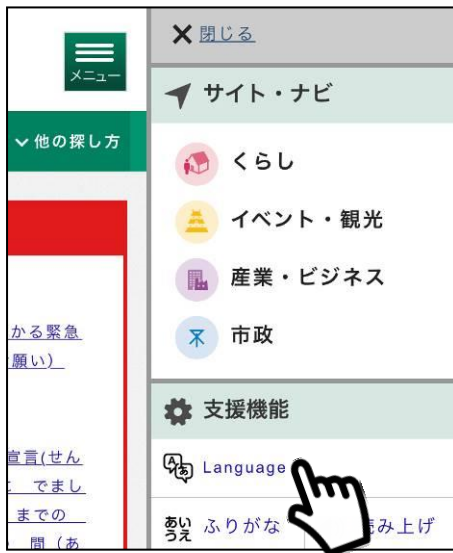 メニュー
他の探し方
かる緊急
願い）
宣言(せん
でまし
までの
間（あ
閉じる
サイト・ナビ
くらし
イベント・観光
産業・ビジネス
市政
支援機能
Language
ふりがな
み上げ
あい
うえ